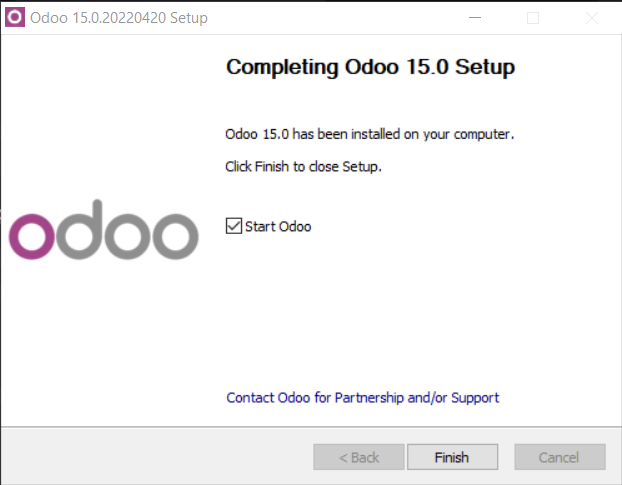 Odoo 15.0.20220420 Setup
Completing Odoo 15.0 Setup
Odoo 15.0 has been installed on your computer.
Click Finish to close Setup.
odoo
Start Odoo
Contact Odoo for Partnership and/or Support
< Back
Finish
Cancel